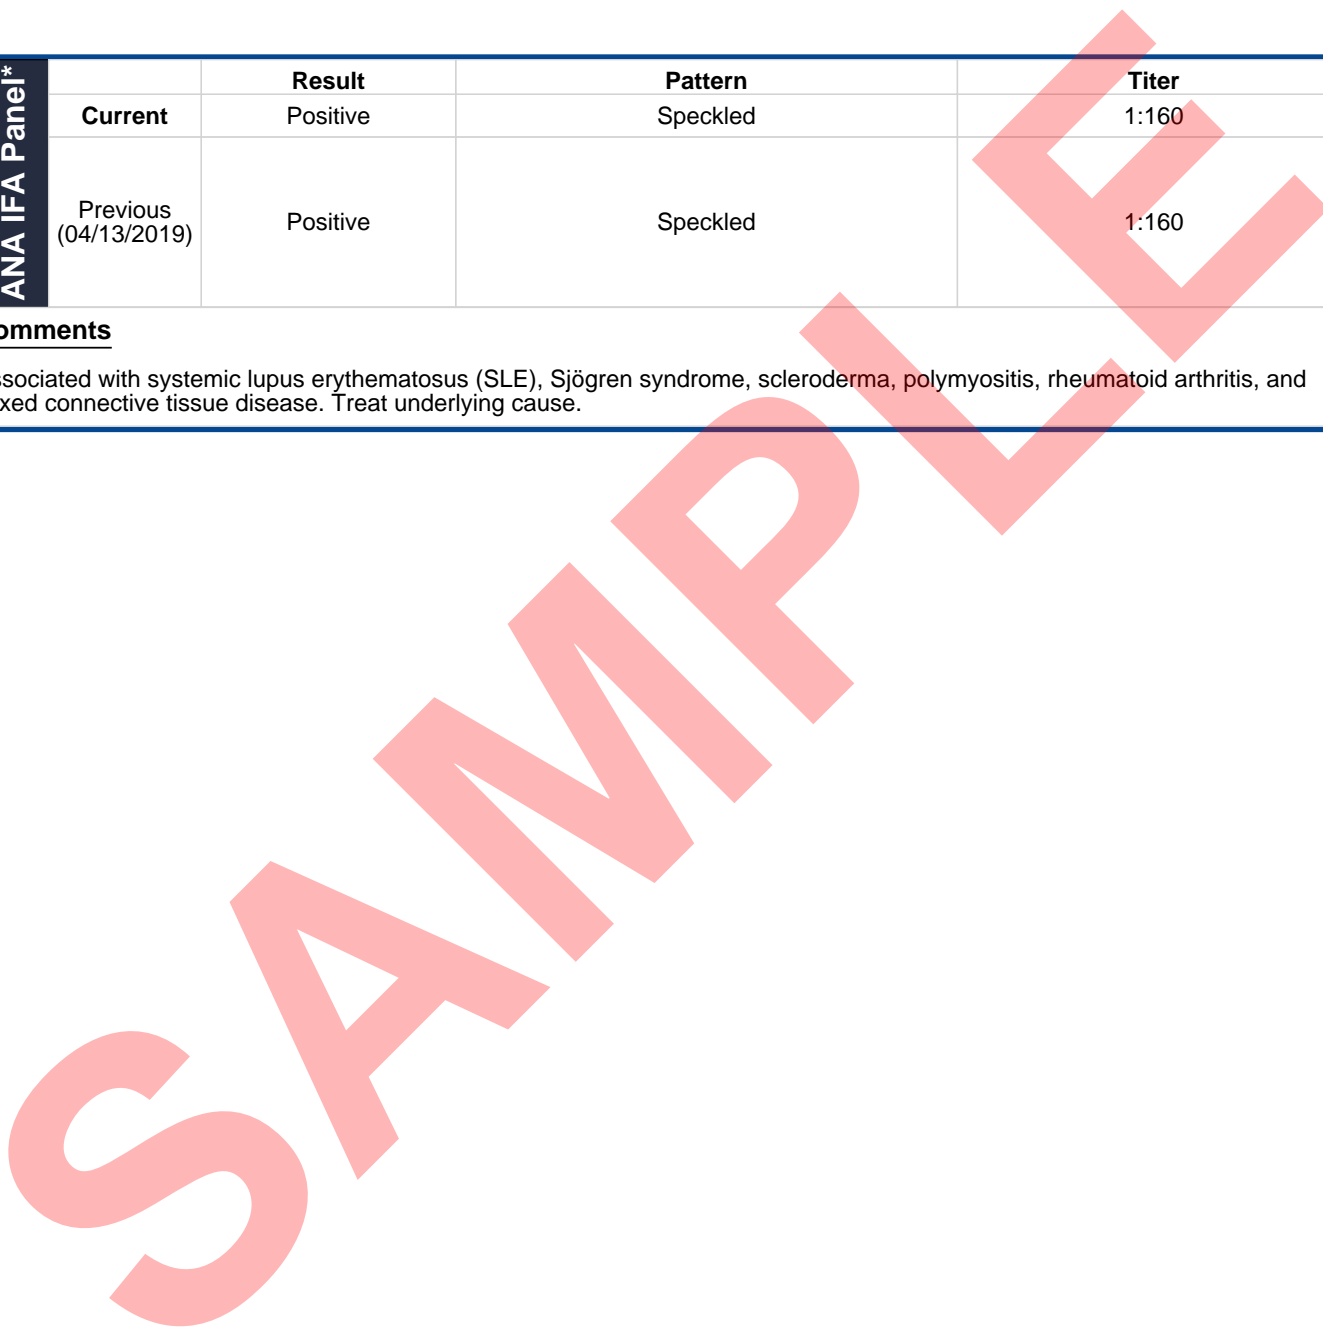 ANA IFA Panel*
Result Pattern Titer
Current Positive Speckled 1:160
Previous (04/13/2019) Positive Speckled 1:160
omments
ssociated with systemic lupus erythematosus (SLE), Sjögren syndrome, scleroderma, polymyositis, rheumatoid arthritis, and
xed connective tissue disease. Treat underlying cause.
SAMPLE